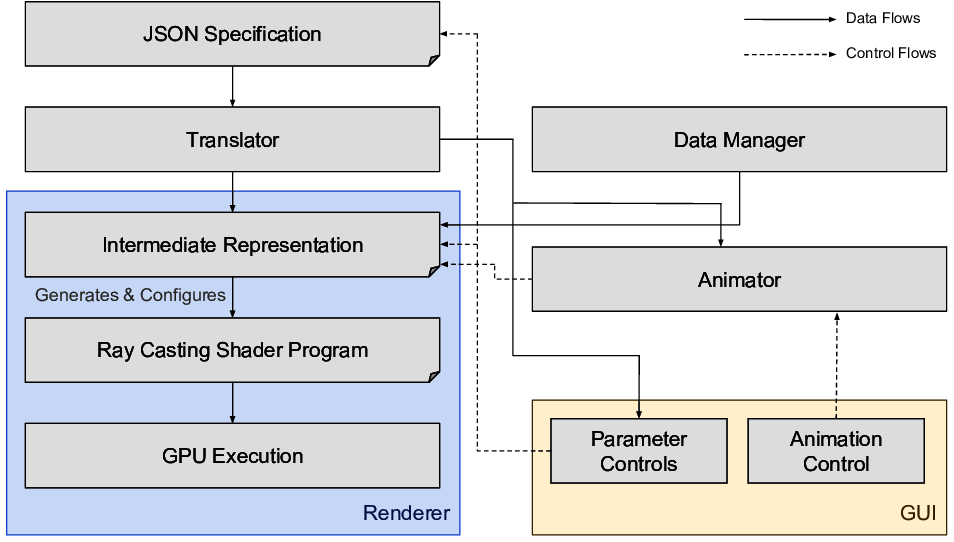 JSON Specification
Data Flows
Control Flows
Translator
Data Manager
Intermediate Representation
Animator
Generates & Configures
Ray Casting Shader Program
GPU Execution
Parameter
Controls
Animation
Control
Renderer
GUI